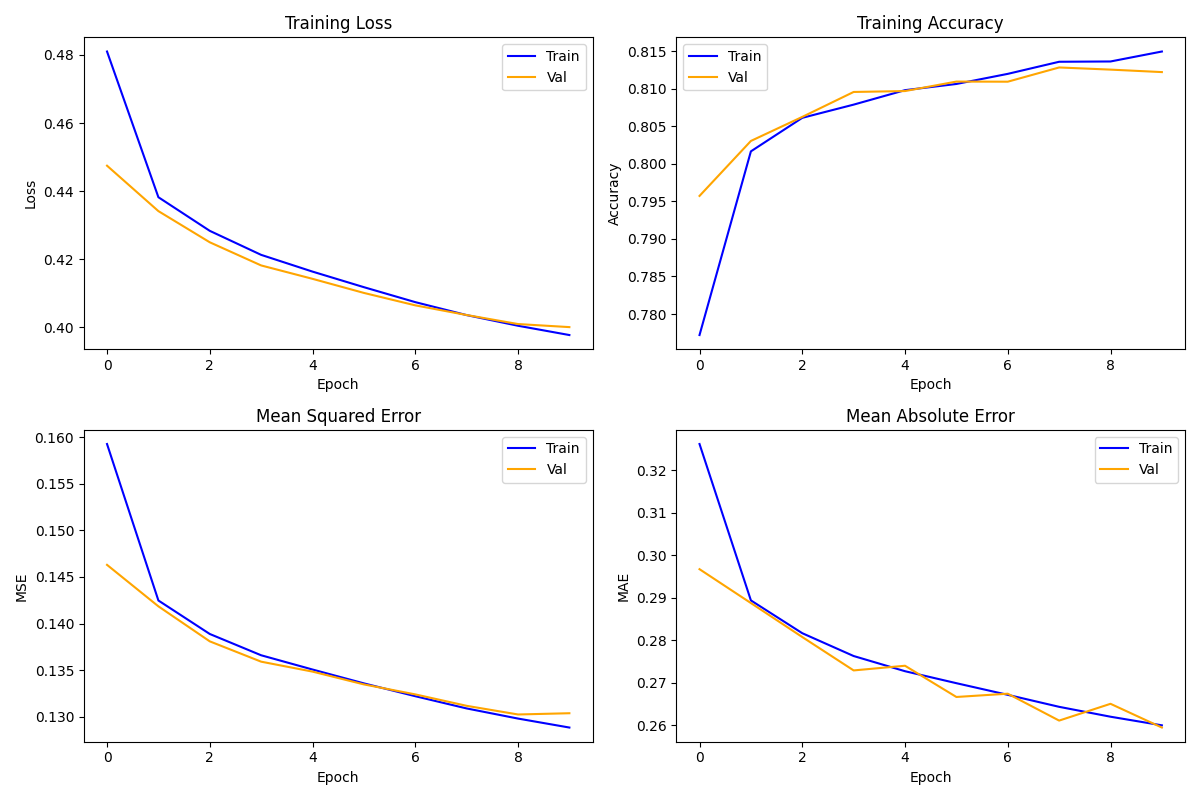 Training Loss
Loss
0.48
0.46
0.44
0.42
0.40
Train
Val
0 2 4 6 8
Epoch
Training Accuracy
Accuracy
0.815
0.810
0.805
0.800
0.795
0.790
0.785
0.780
Train
Val
0 2 4 6 8
Epoch
Mean Squared Error
MSE
0.160
0.155
0.150
0.145
0.140
0.135
0.130
Train
Val
0 2 4 6 8
Epoch
Mean Absolute Error
MAE
0.32
0.31
0.30
0.29
0.28
0.27
0.26
Train
Val
0 2 4 6 8
Epoch